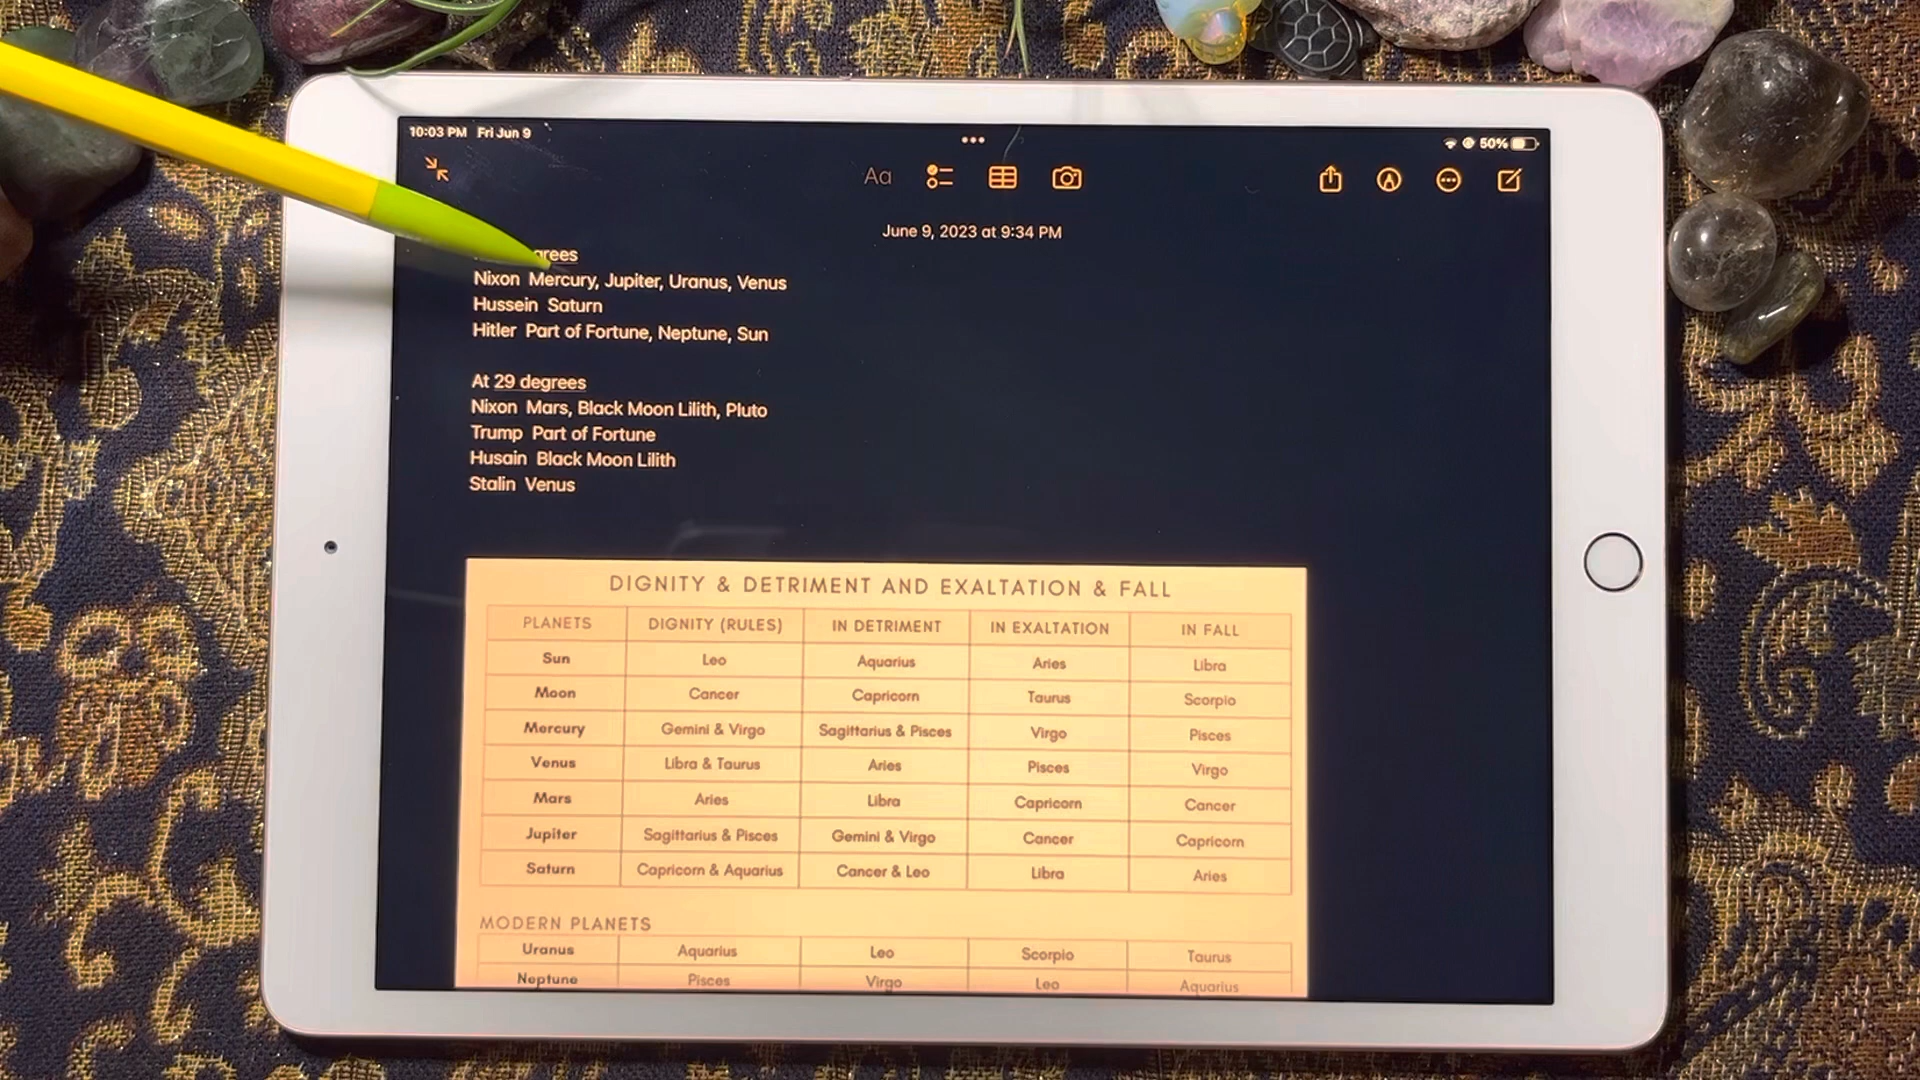 10:03 PM Fri Jun 9
50%
Aa
June 9, 2023 at 9:34 PM
Nixon Mercury, Jupiter, Uranus, Venus
Hussein Saturn
Hitler Part of Fortune, Neptune, Sun
At 29 degrees
Nixon Mars, Black Moon Lilith, Pluto
Trump Part of Fortune
Husain Black Moon Lilith
Stalin Venus
DIGNITY & DETRIMENT AND EXALTATION & FALL
PLANETS DIGNITY (RULES) IN DETRIMENT IN EXALTATION IN FALL
Sun Leo Aquarius Aries Libra
Moon Cancer Capricorn Taurus Scorpio
Mercury Gemini & Virgo Sagittarius & Pisces Virgo Pisces
Venus Libra & Taurus Aries Pisces Virgo
Mars Aries Libra Capricorn Cancer
Jupiter Sagittarius & Pisces Gemini & Virgo Cancer Capricorn
Saturn Capricorn & Aquarius Cancer & Leo Libra Aries
MODERN PLANETS
Uranus Aquarius Leo Scorpio Taurus
Neptune Pisces Virgo Leo Aquarius